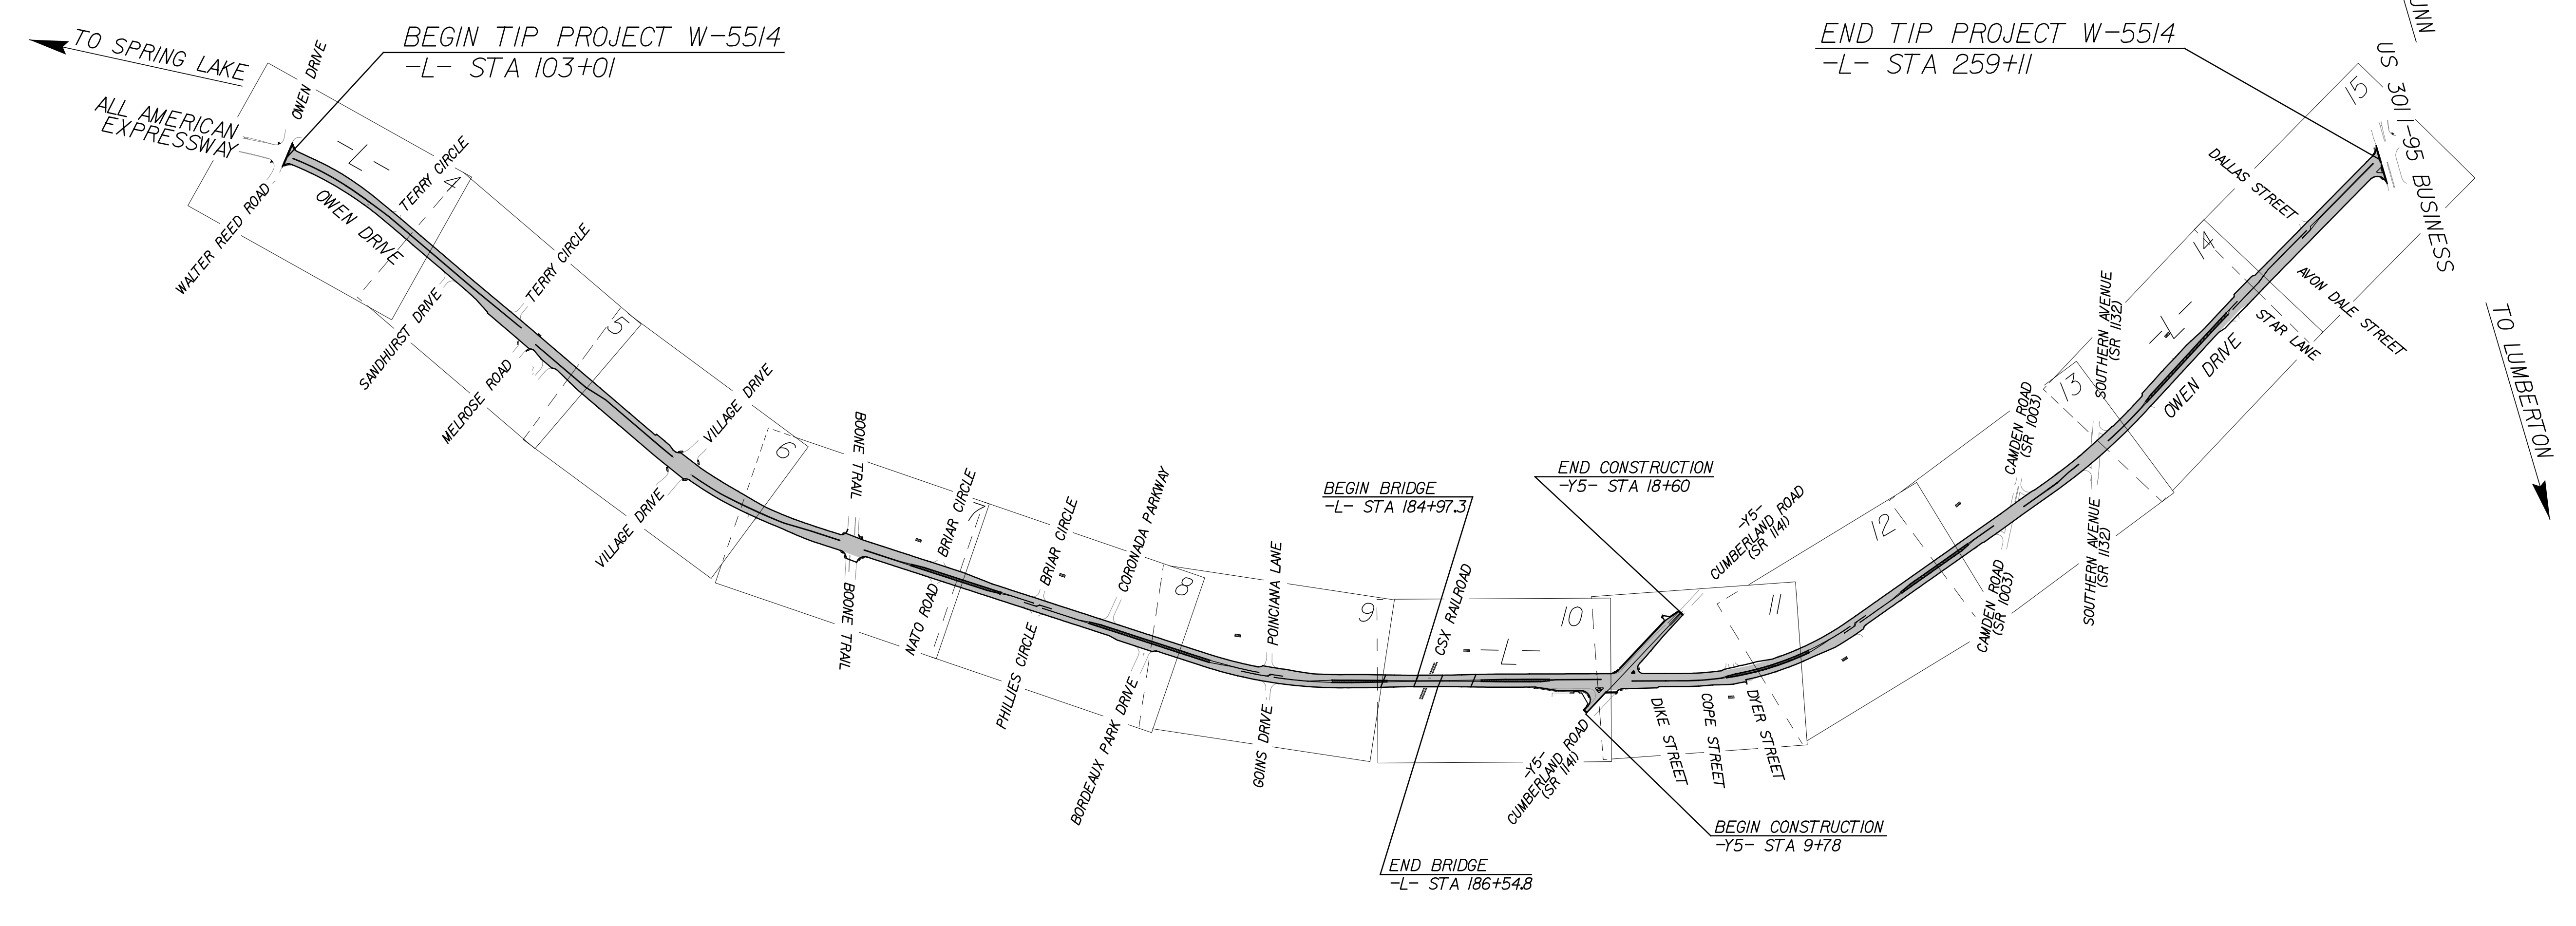 TO SPRING LAKE
ALL AMERICAN
EXPRESSWAY
OWEN DRIVE
BEGIN TIP PROJECT W-5514
-L- STA 103+01
END TIP PROJECT W-5514
-L- STA 259+11
US 301 I-95 BUSINESS
TO LUMBERTON
WALTER REED ROAD
-L-
OWEN DRIVE
TERRY CIRCLE
4
SANDHURST DRIVE
TERRY CIRCLE
MELROSE ROAD
5
VILLAGE DRIVE
VILLAGE DRIVE
6
BOONE TRAIL
BOONE TRAIL
NATO ROAD
BRIAR CIRCLE
7
PHILLIES CIRCLE
BRIAR CIRCLE
CORONADA PARKWAY
BORDEAUX PARK DRIVE
8
POINCIANA LANE
GOINS DRIVE
9
BEGIN BRIDGE
-L- STA 184+97.3
CSX RAILROAD
END BRIDGE
-L- STA 186+54.8
-L-
10
END CONSTRUCTION
-Y5- STA 18+60
-Y5-
CUMBERLAND ROAD
(SR 1141)
-Y5-
CUMBERLAND ROAD
(SR 1141)
BEGIN CONSTRUCTION
-Y5- STA 9+78
DIKE STREET
COPE STREET
DYER STREET
11
12
CAMDEN ROAD
(SR 1003)
CAMDEN ROAD
(SR 1003)
13
SOUTHERN AVENUE
(SR 1132)
SOUTHERN AVENUE
(SR 1132)
-L-
OWEN DRIVE
14
STAR LANE
DALLAS STREET
AVON DALE STREET
15